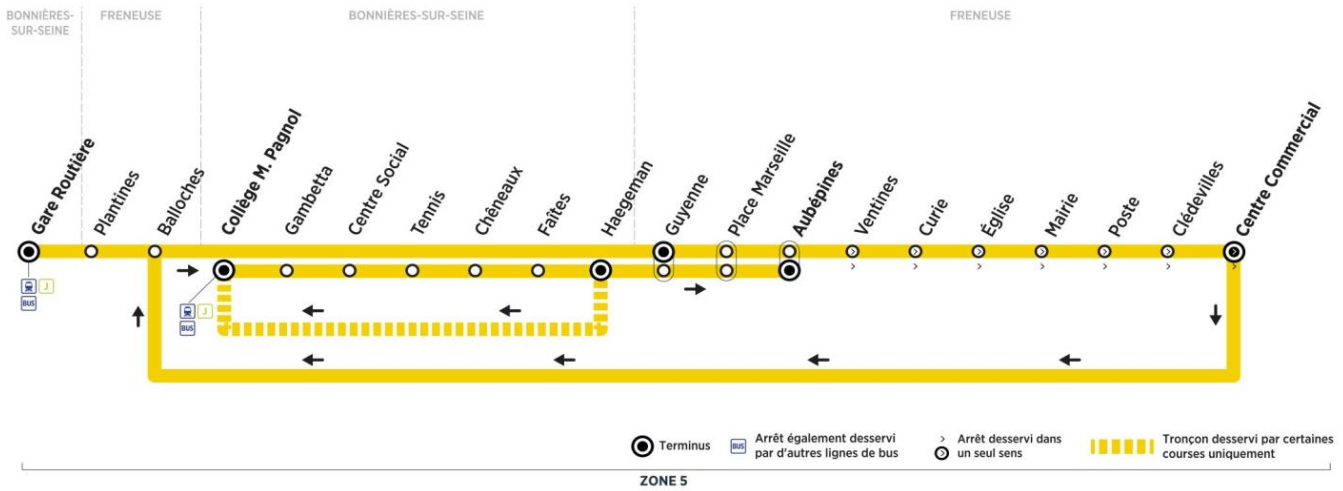 BONNIÈRES-
SUR-SEINE
FRENEUSE
BONNIÈRES-SUR-SEINE
FRENEUSE
Gare Routière
Plantines
Balloches
Collège M. Pagnol
Gambetta
Centre Social
Tennis
Chêneaux
Faîtes
Haegeman
Guyenne
Place Marseille
Aubépines
Ventines
Curie
Église
Mairie
Poste
Clédevilles
Centre Commercial
J
BUS
J
BUS
Terminus
BUS
Arrêt également desservi
par d'autres lignes de bus
Arrêt desservi dans
un seul sens
Tronçon desservi par certaines
courses uniquement
ZONE 5